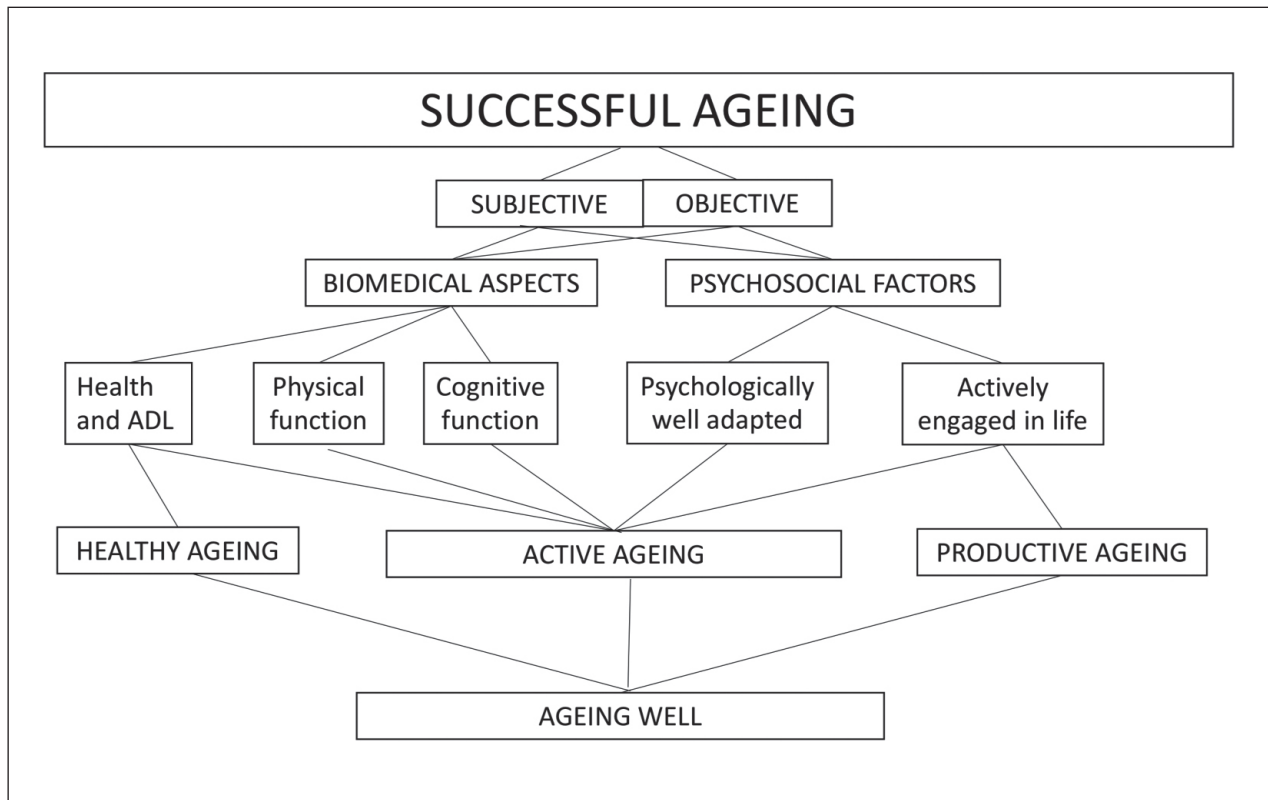 SUCCESSFUL AGEING
SUBJECTIVE
OBJECTIVE
BIOMEDICAL ASPECTS
PSYCHOSOCIAL FACTORS
Health
and ADL
Physical
function
Cognitive
function
Psychologically
well adapted
Actively
engaged in life
HEALTHY AGEING
ACTIVE AGEING
PRODUCTIVE AGEING
AGEING WELL